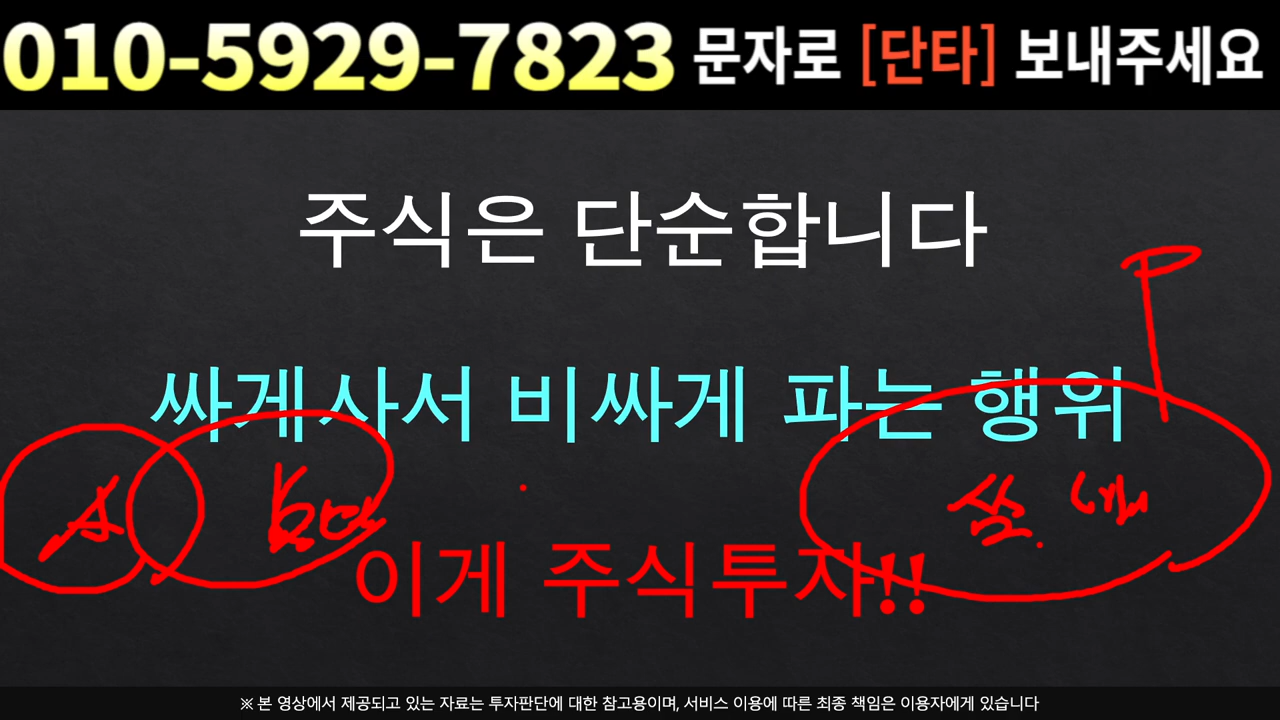 010-5929-7823 문자로 [단타] 보내주세요
주식은 단순합니다
싸게사서 비싸게 파는 행위
이게 주식투자!!
※ 본 영상에서 제공되고 있는 자료는 투자판단에 대한 참고용이며, 서비스 이용에 따른 최종 책임은 이용자에게 있습니다